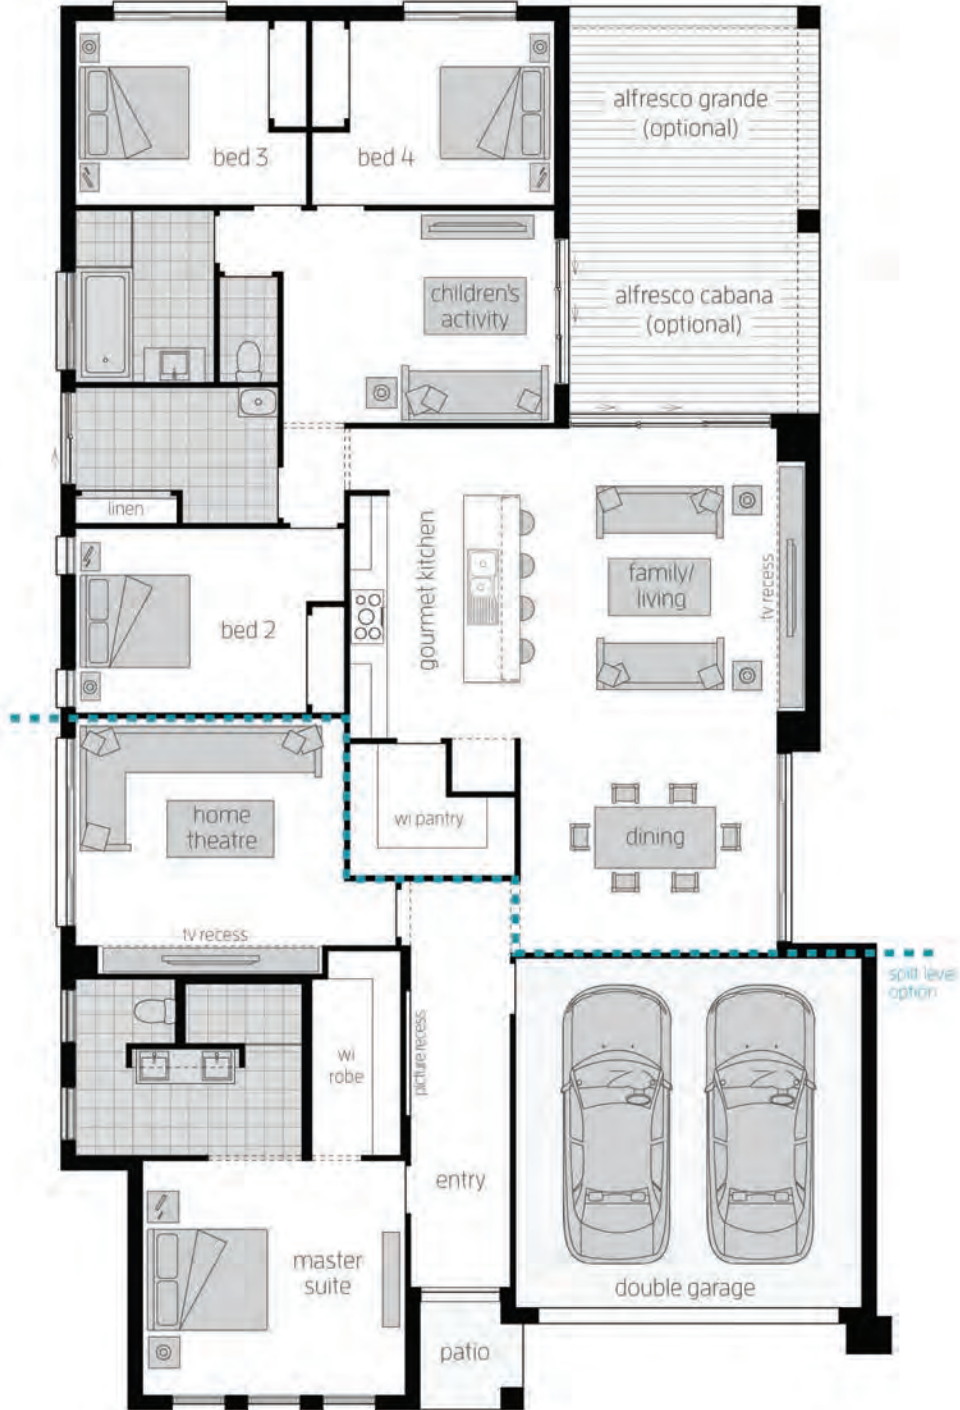 alfresco grande
(optional)
bed 3
bed 4
children's
activity
alfresco cabana
(optional)
linen
gourmet kitchen
family/
living
tv recess
bed 2
home
theatre
wi pantry
dining
tv recess
split level
option
picture recess
wi
robe
entry
master
suite
double garage
patio